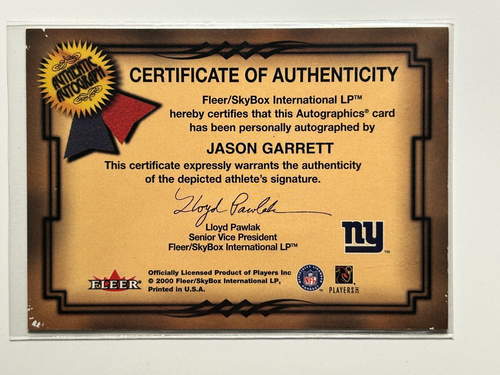 AUTHENTIC
AUTOGRAPH
CERTIFICATE OF AUTHENTICITY
Fleer/SkyBox International LP™
hereby certifies that this Autographics® card
has been personally autographed by
JASON GARRETT
This certificate expressly warrants the authenticity
of the depicted athlete's signature.
Lloyd Pawlak
Lloyd Pawlak
Senior Vice President
Fleer/SkyBox International LP™
ny™
FLEER
Officially Licensed Product of Players Inc
© 2000 Fleer/SkyBox International LP,
Printed in U.S.A.
NFL
PLAYERS INC